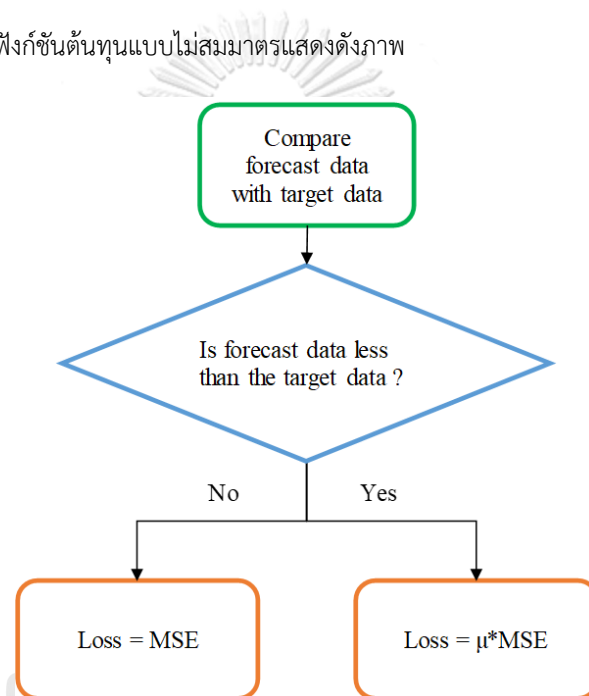 ฟังก์ชันต้นทุนแบบไม่สมมาตรแสดงดังภาพ
Compare
forecast data
with target data
Is forecast data less
than the target data ?
No
Yes
Loss = MSE
Loss = μ*MSE